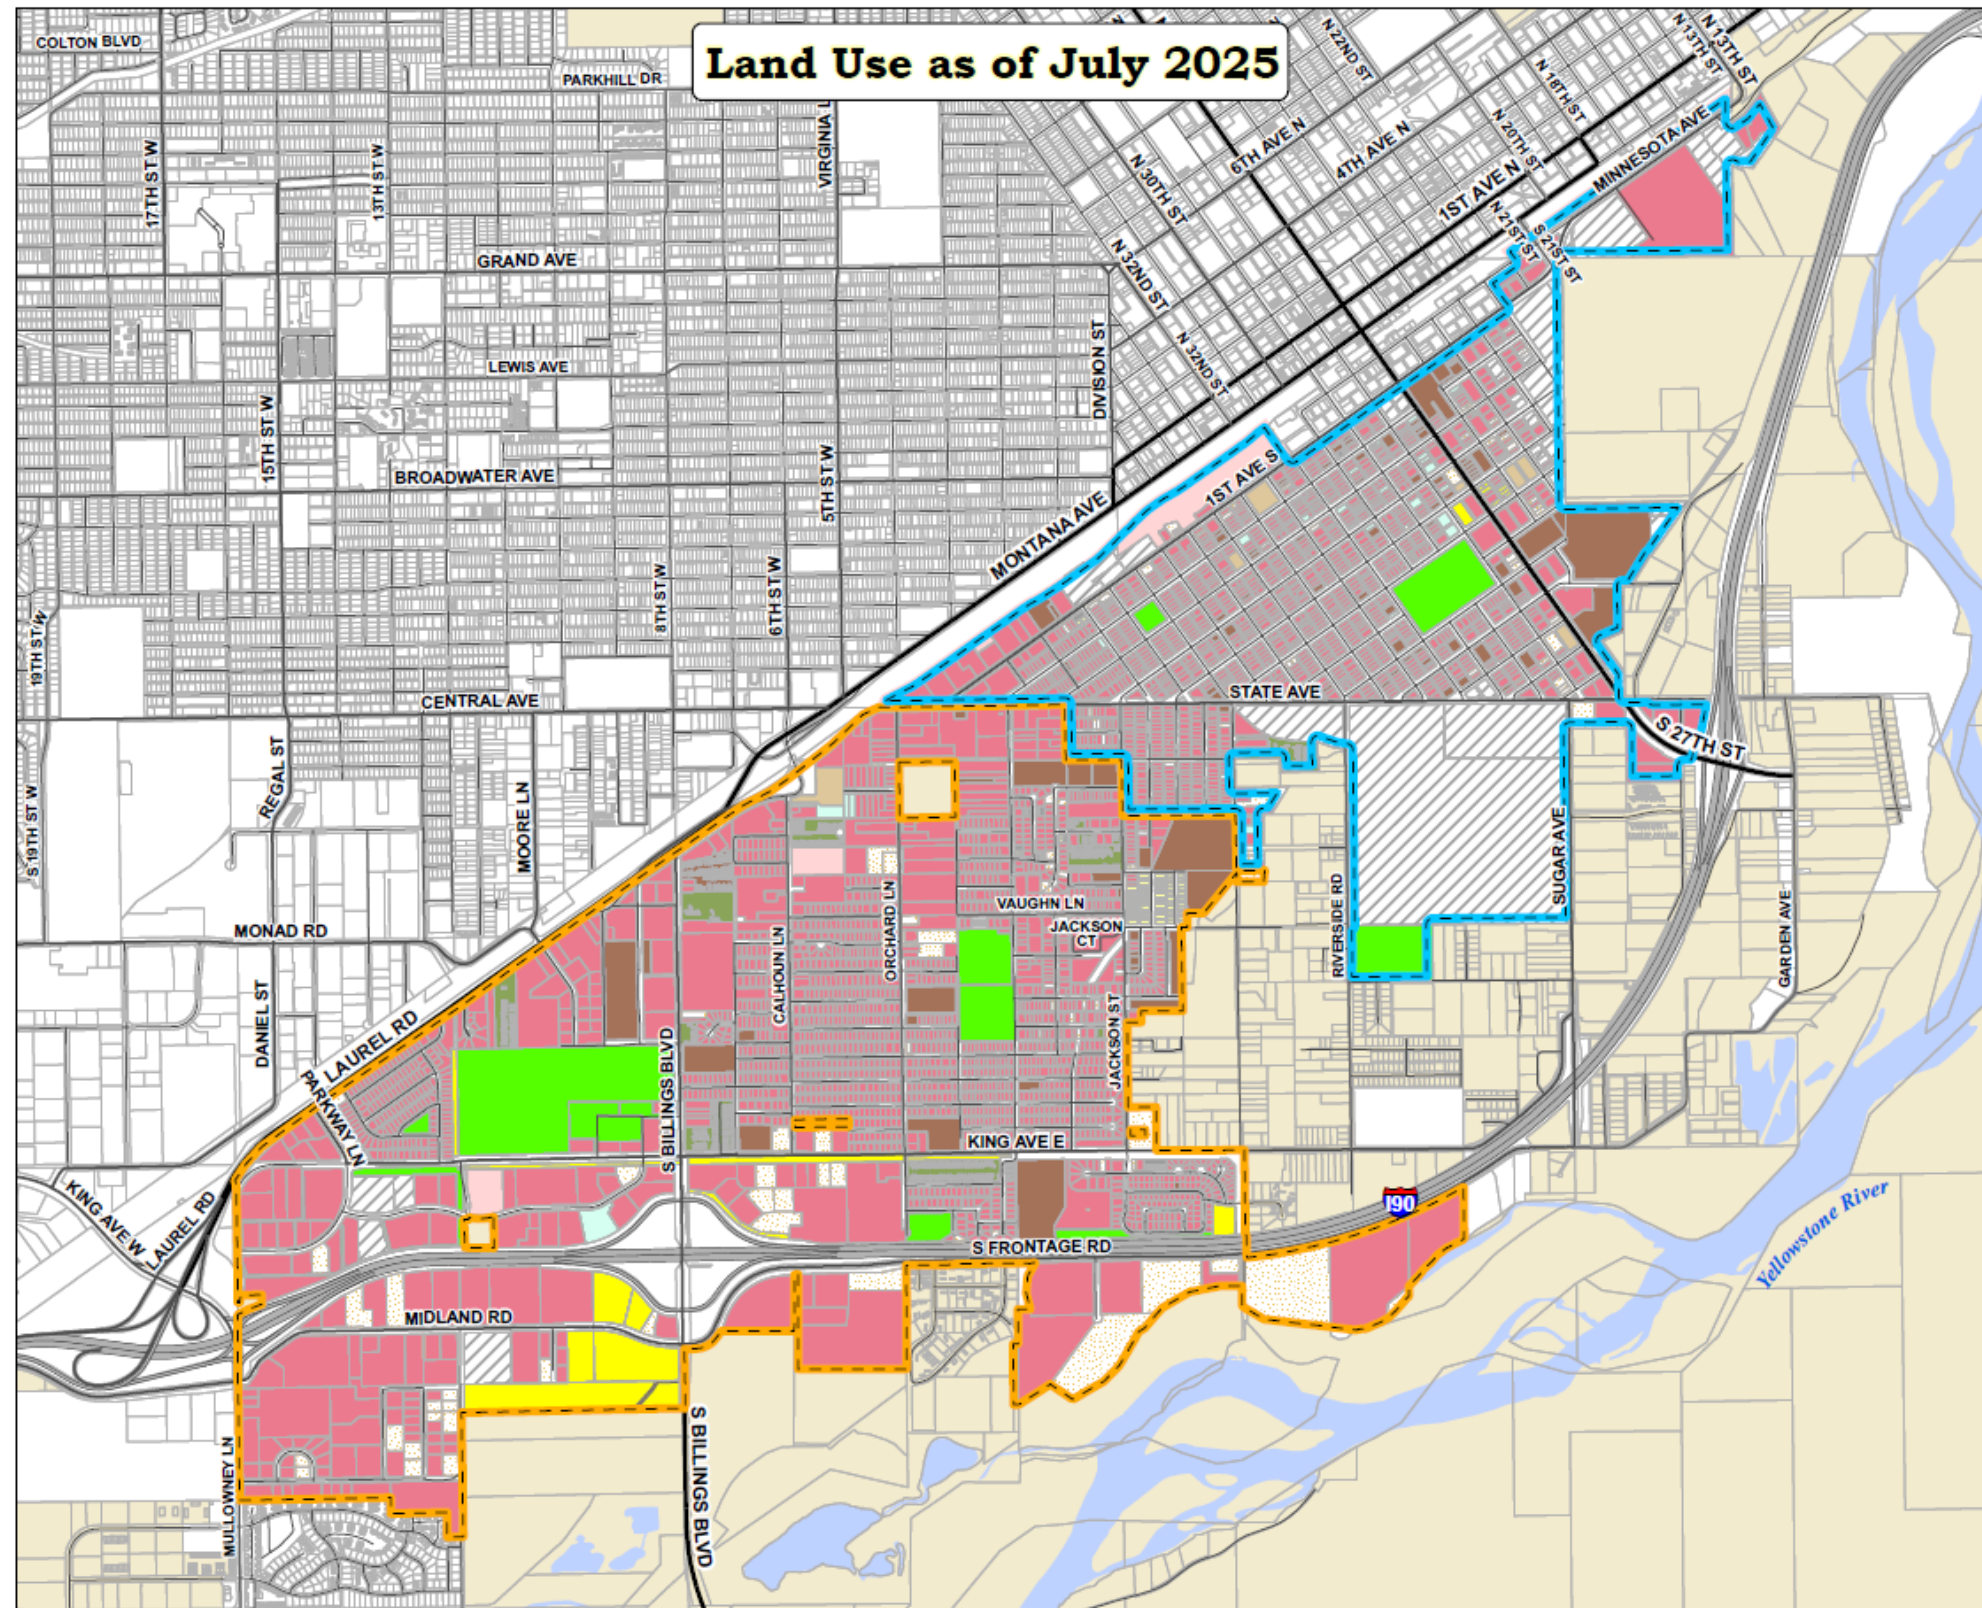 Land Use as of July 2025
COLTON BLVD
PARKHILL DR
N 22ND ST
N 13TH ST
N 13TH ST
N 18TH ST
N 20TH ST
MINNESOTA AVE
6TH AVE N
4TH AVE N
1ST AVE N
N 30TH ST
N 21ST ST
S 21ST ST
17TH ST W
13TH ST W
VIRGINIA L
GRAND AVE
N 32ND ST
N 32ND ST
LEWIS AVE
DIVISION ST
15TH ST W
BROADWATER AVE
5TH ST W
1ST AVE S
MONTANA AVE
8TH ST W
6TH ST W
19TH ST W
CENTRAL AVE
STATE AVE
S 27TH ST
REGAL ST
S 19TH ST W
MOORE LN
SUGAR AVE
ORCHARD LN
VAUGHN LN
RIVERSIDE RD
MONAD RD
CALHOUN LN
JACKSON
CT
GARDEN AVE
DANIEL ST
LAUREL RD
S BILLINGS BLVD
JACKSON ST
PARKWAY LN
KING AVE E
KING AVE W
LAUREL RD
I90
S FRONTAGE RD
Yellowstone River
MIDLAND RD
MULLOWNEY LN
S BILLINGS BLVD